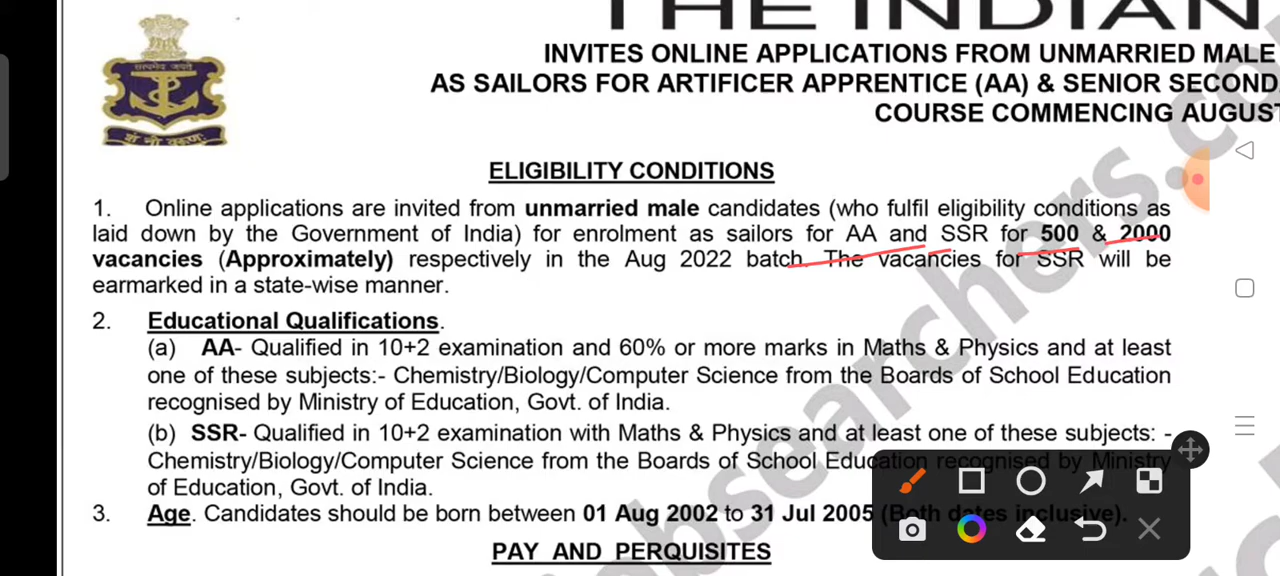 THE INDIAN
INVITES ONLINE APPLICATIONS FROM UNMARRIED MALE
AS SAILORS FOR ARTIFICER APPRENTICE (AA) & SENIOR SECOND
COURSE COMMENCING AUGUST
सत्यमेव जयते
शं नो वरुणः
ELIGIBILITY CONDITIONS
1. Online applications are invited from unmarried male candidates (who fulfil eligibility conditions as
laid down by the Government of India) for enrolment as sailors for AA and SSR for 500 & 2000
vacancies (Approximately) respectively in the Aug 2022 batch. The vacancies for SSR will be
earmarked in a state-wise manner.
2. Educational Qualifications.
(a) AA- Qualified in 10+2 examination and 60% or more marks in Maths & Physics and at least
one of these subjects:- Chemistry/Biology/Computer Science from the Boards of School Education
recognised by Ministry of Education, Govt. of India.
(b) SSR- Qualified in 10+2 examination with Maths & Physics and at least one of these subjects: -
Chemistry/Biology/Computer Science from the Boards of School Education recognised by Ministry
of Education, Govt. of India.
3. Age. Candidates should be born between 01 Aug 2002 to 31 Jul 2005 (Both dates inclusive).
PAY AND PERQUISITES
obsearchers.com